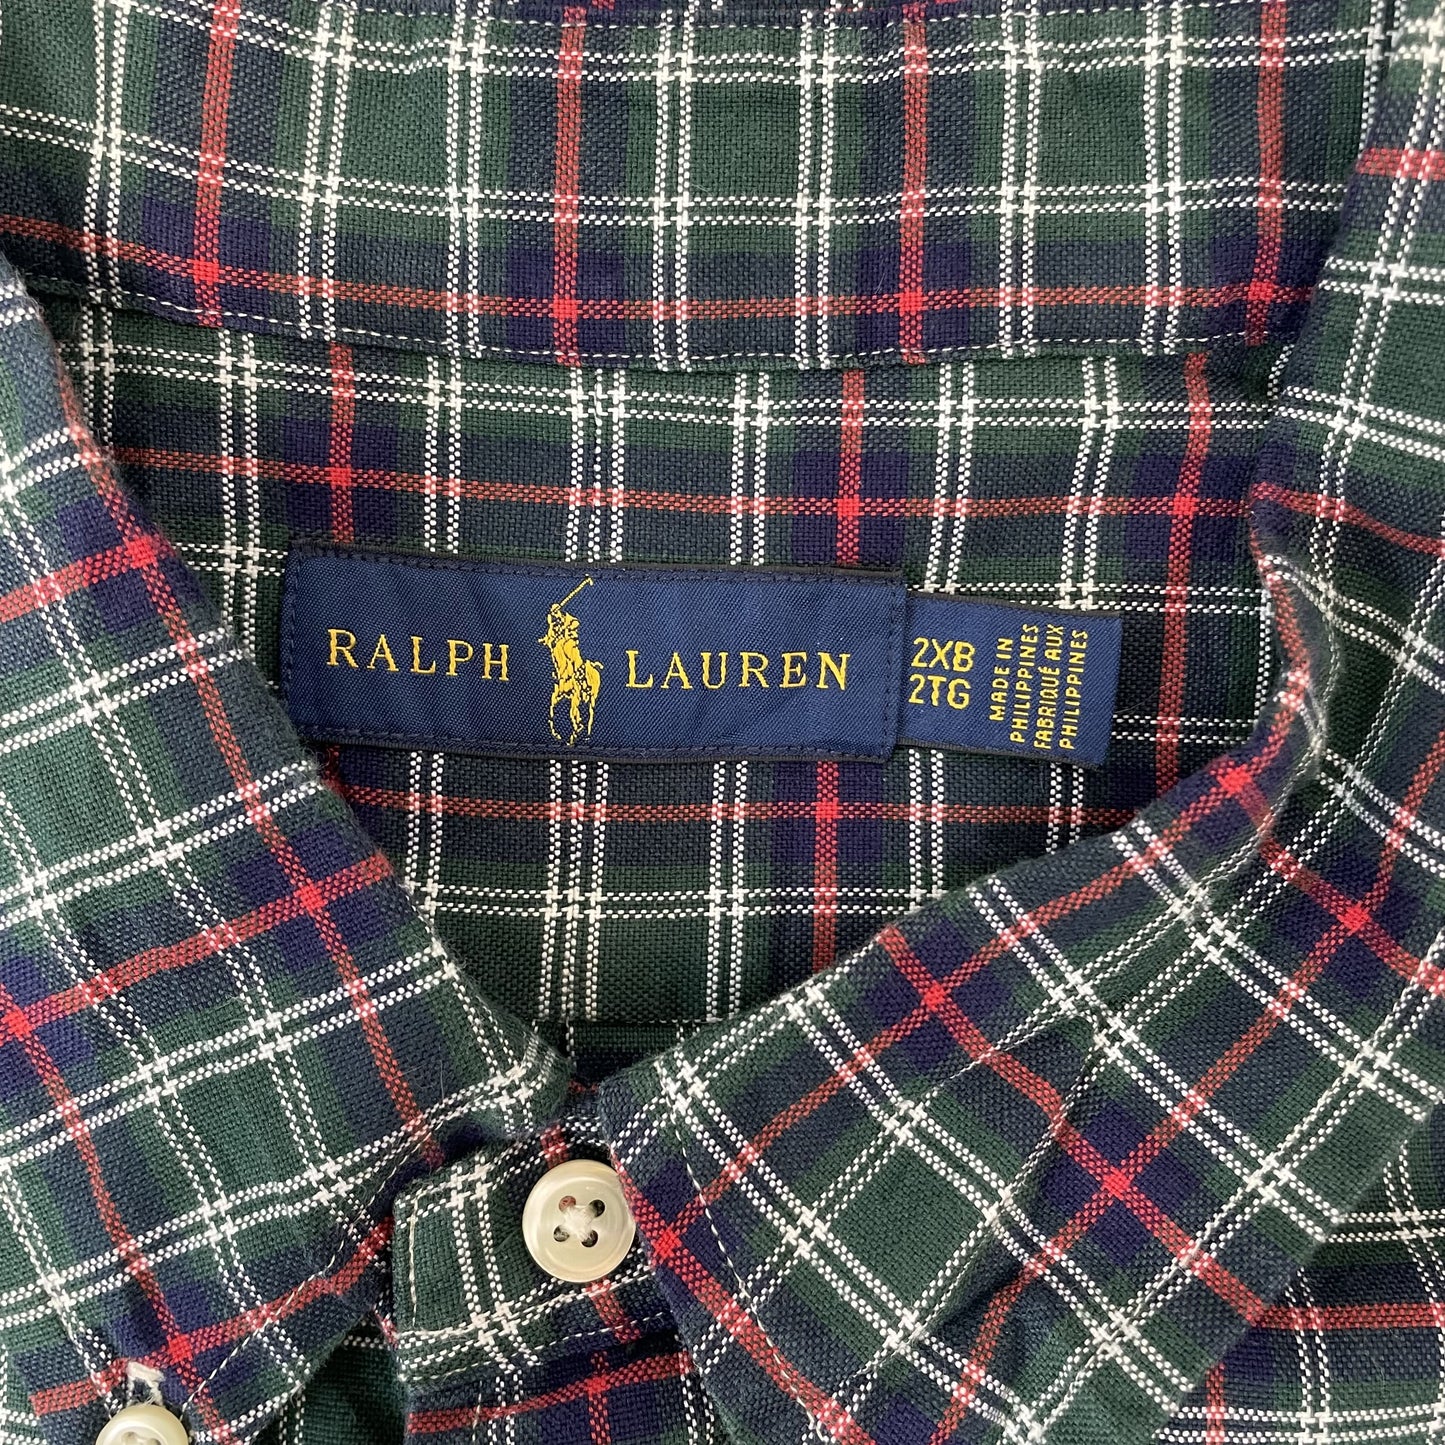 RALPH LAUREN
2XB
2TG
MADE IN
PHILIPPINES
FABRIQUÉ AUX
PHILIPPINES